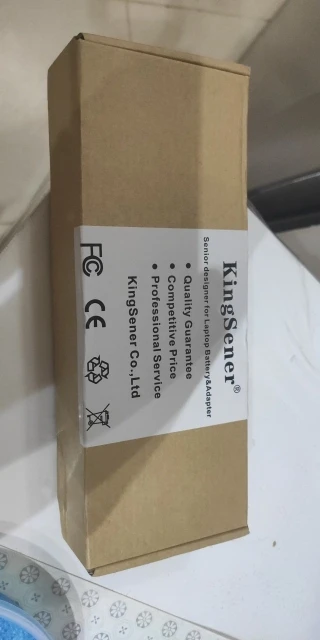 KingSener®
Senior designer for Laptop Battery&Adapter
• Quality Guarantee
• Competitive Price
• Professional Service
KingSener Co.,Ltd
FC CE